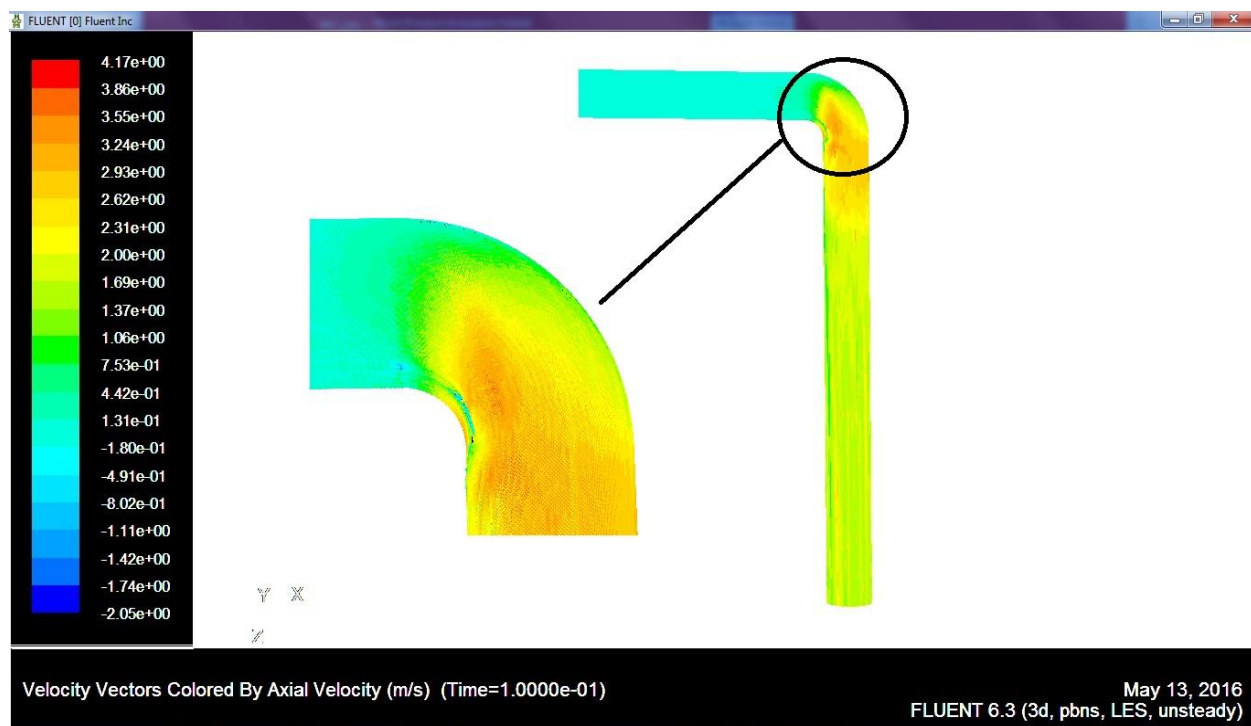 FLUENT [0] Fluent Inc
4.17e+00
3.86e+00
3.55e+00
3.24e+00
2.93e+00
2.62e+00
2.31e+00
2.00e+00
1.69e+00
1.37e+00
1.06e+00
7.53e-01
4.42e-01
1.31e-01
-1.80e-01
-4.91e-01
-8.02e-01
-1.11e+00
-1.42e+00
-1.74e+00
-2.05e+00
Y X
Z
Velocity Vectors Colored By Axial Velocity (m/s) (Time=1.0000e-01)
May 13, 2016
FLUENT 6.3 (3d, pbns, LES, unsteady)